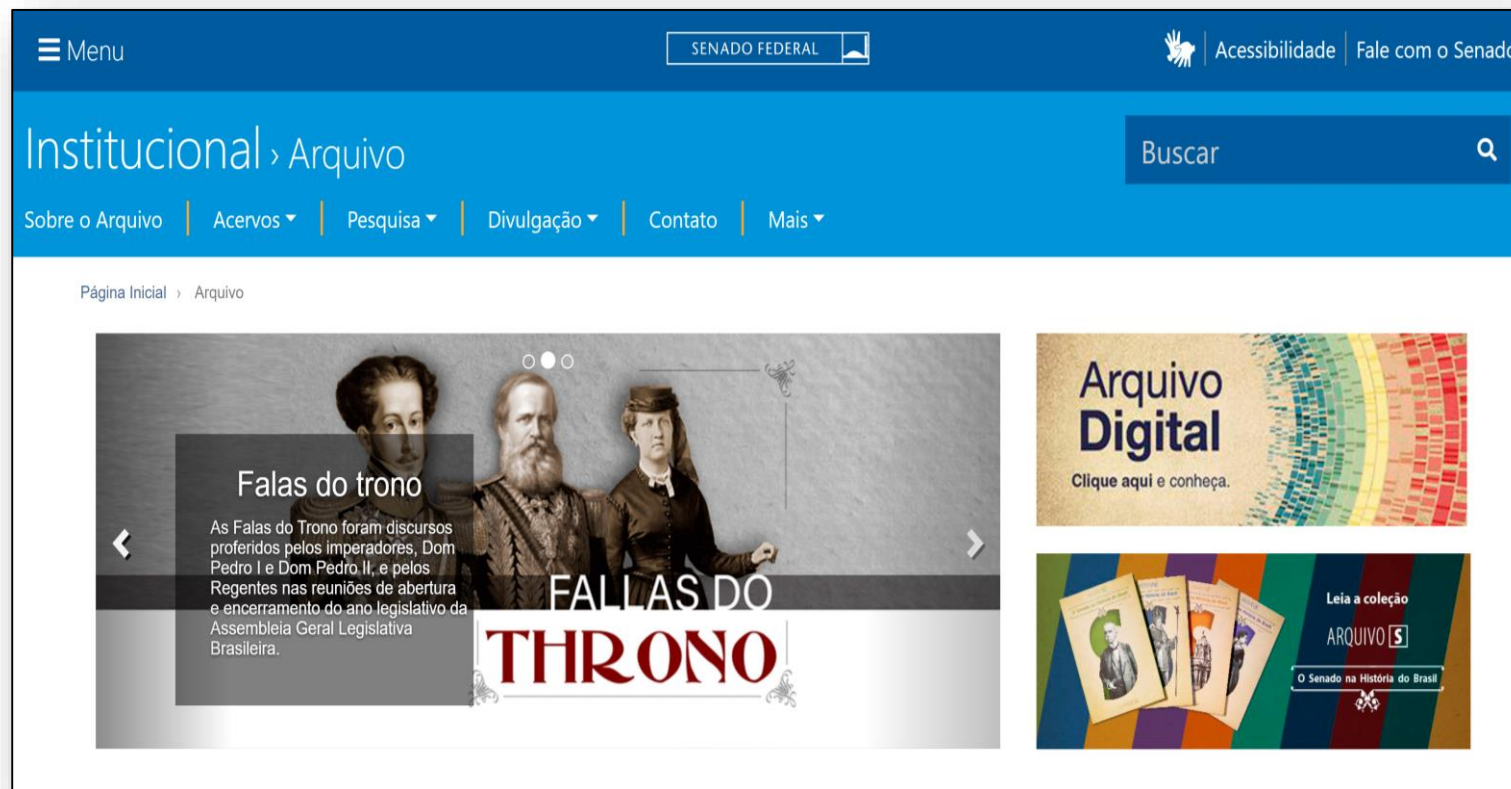 Menu
SENADO FEDERAL
Acessibilidade
Fale com o Senado
Institucional › Arquivo
Buscar
Sobre o Arquivo
Acervos
Pesquisa
Divulgação
Contato
Mais
Página Inicial › Arquivo
Falas do trono
As Falas do Trono foram discursos
proferidos pelos imperadores, Dom
Pedro I e Dom Pedro II, e pelos
Regentes nas reuniões de abertura
e encerramento do ano legislativo da
Assembleia Geral Legislativa
Brasileira.
FALLAS DO
THRONO
Arquivo
Digital
Clique aqui e conheça.
Leia a coleção
ARQUIVO S
O Senado na História do Brasil